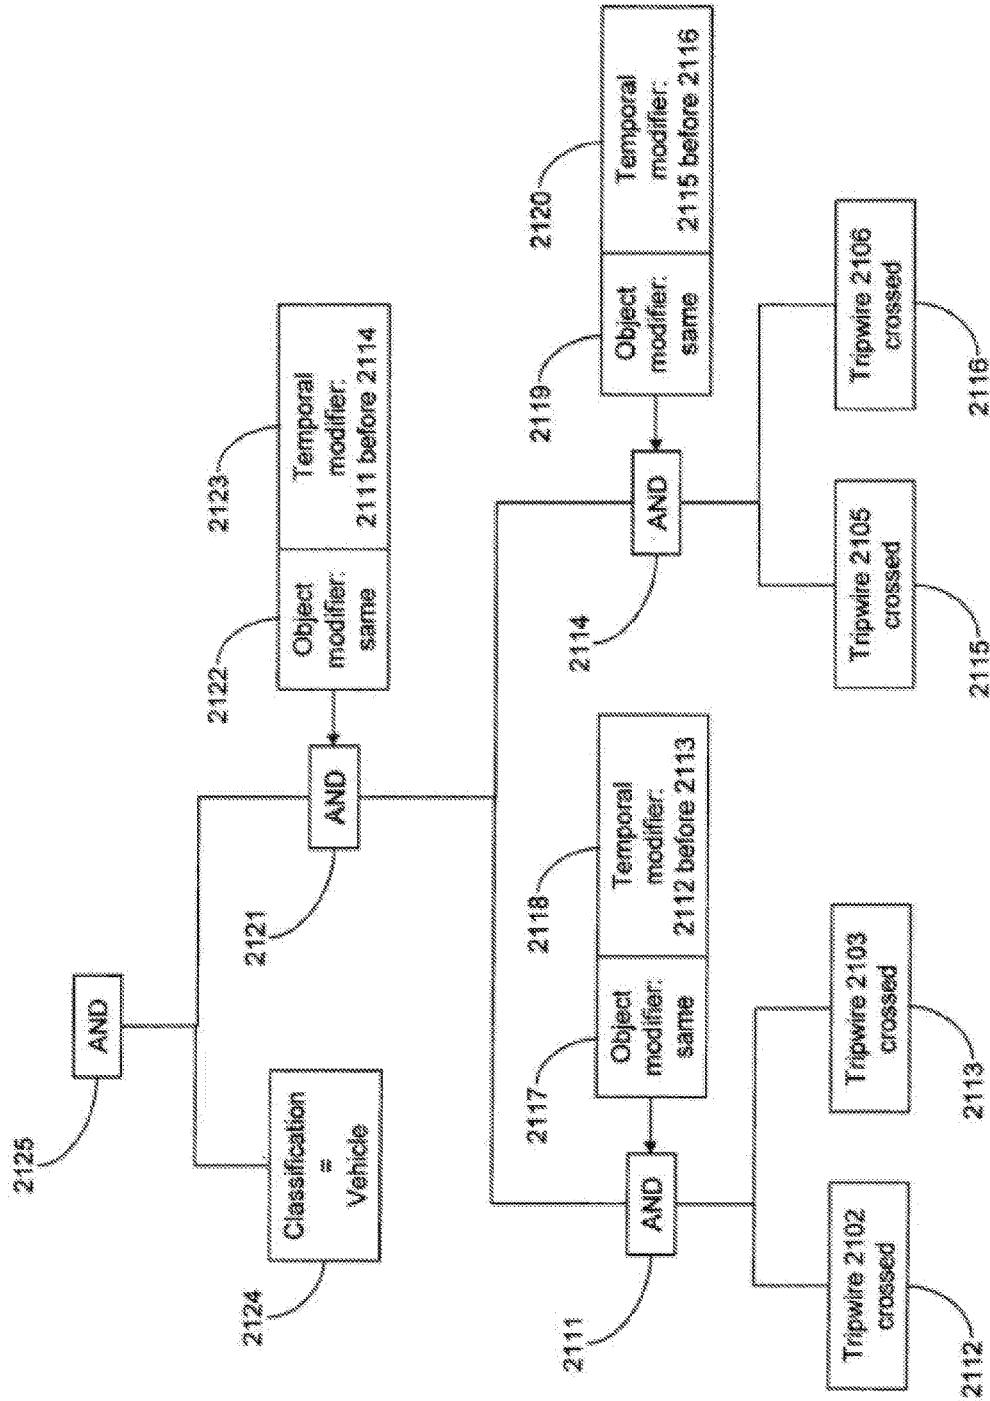 2125
AND
2124
Classification
=
Vehicle
2121
AND
2122
Object
modifier:
same
2123
Temporal
modifier:
2111 before 2114
2111
AND
2117
Object
modifier:
same
2118
Temporal
modifier:
2112 before 2113
2114
AND
2119
Object
modifier:
same
2120
Temporal
modifier:
2115 before 2116
Tripwire 2102
crossed
2112
Tripwire 2103
crossed
2113
Tripwire 2105
crossed
2115
Tripwire 2106
crossed
2116